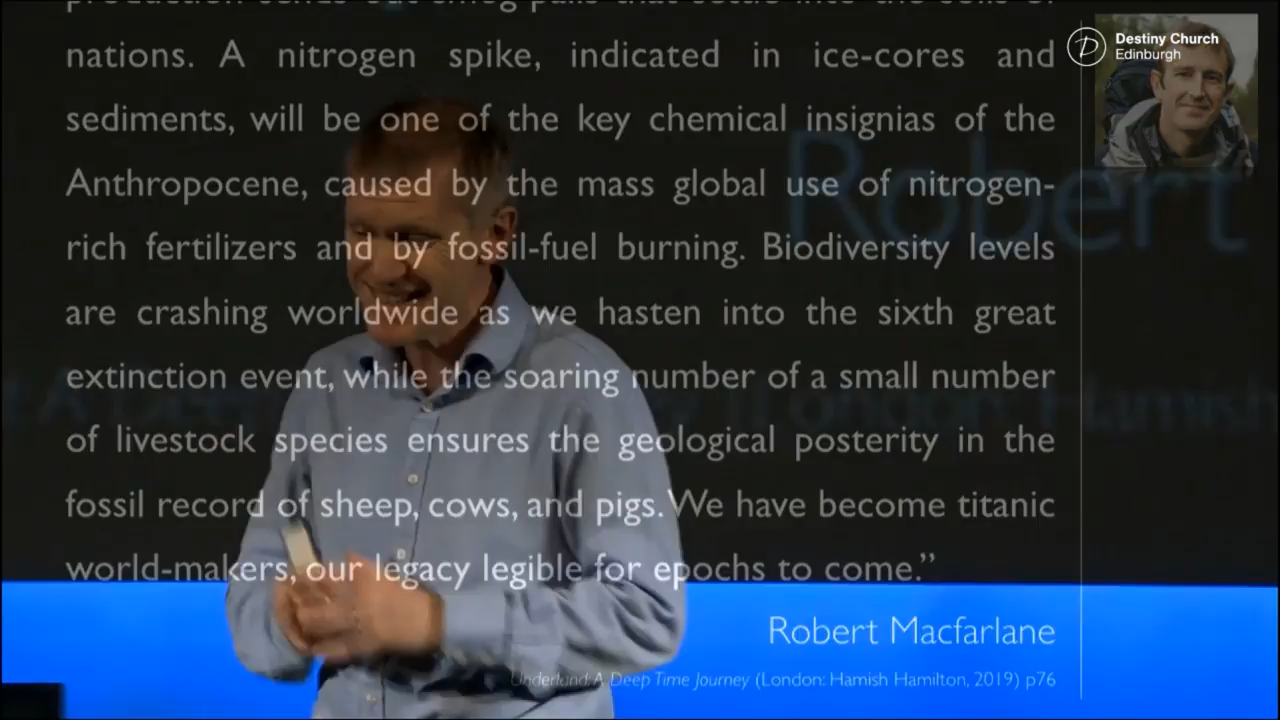 nations. A nitrogen spike, indicated in ice-cores and
sediments, will be one of the key chemical insignias of the
Anthropocene, caused by the mass global use of nitrogen-
rich fertilizers and by fossil-fuel burning. Biodiversity levels
are crashing worldwide as we hasten into the sixth great
extinction event, while the soaring number of a small number
of livestock species ensures the geological posterity in the
fossil record of sheep, cows, and pigs. We have become titanic
world-makers, our legacy legible for epochs to come.”
Robert Macfarlane
Underland: A Deep Time Journey (London: Hamish Hamilton, 2019) p76
Destiny Church
Edinburgh
Robert